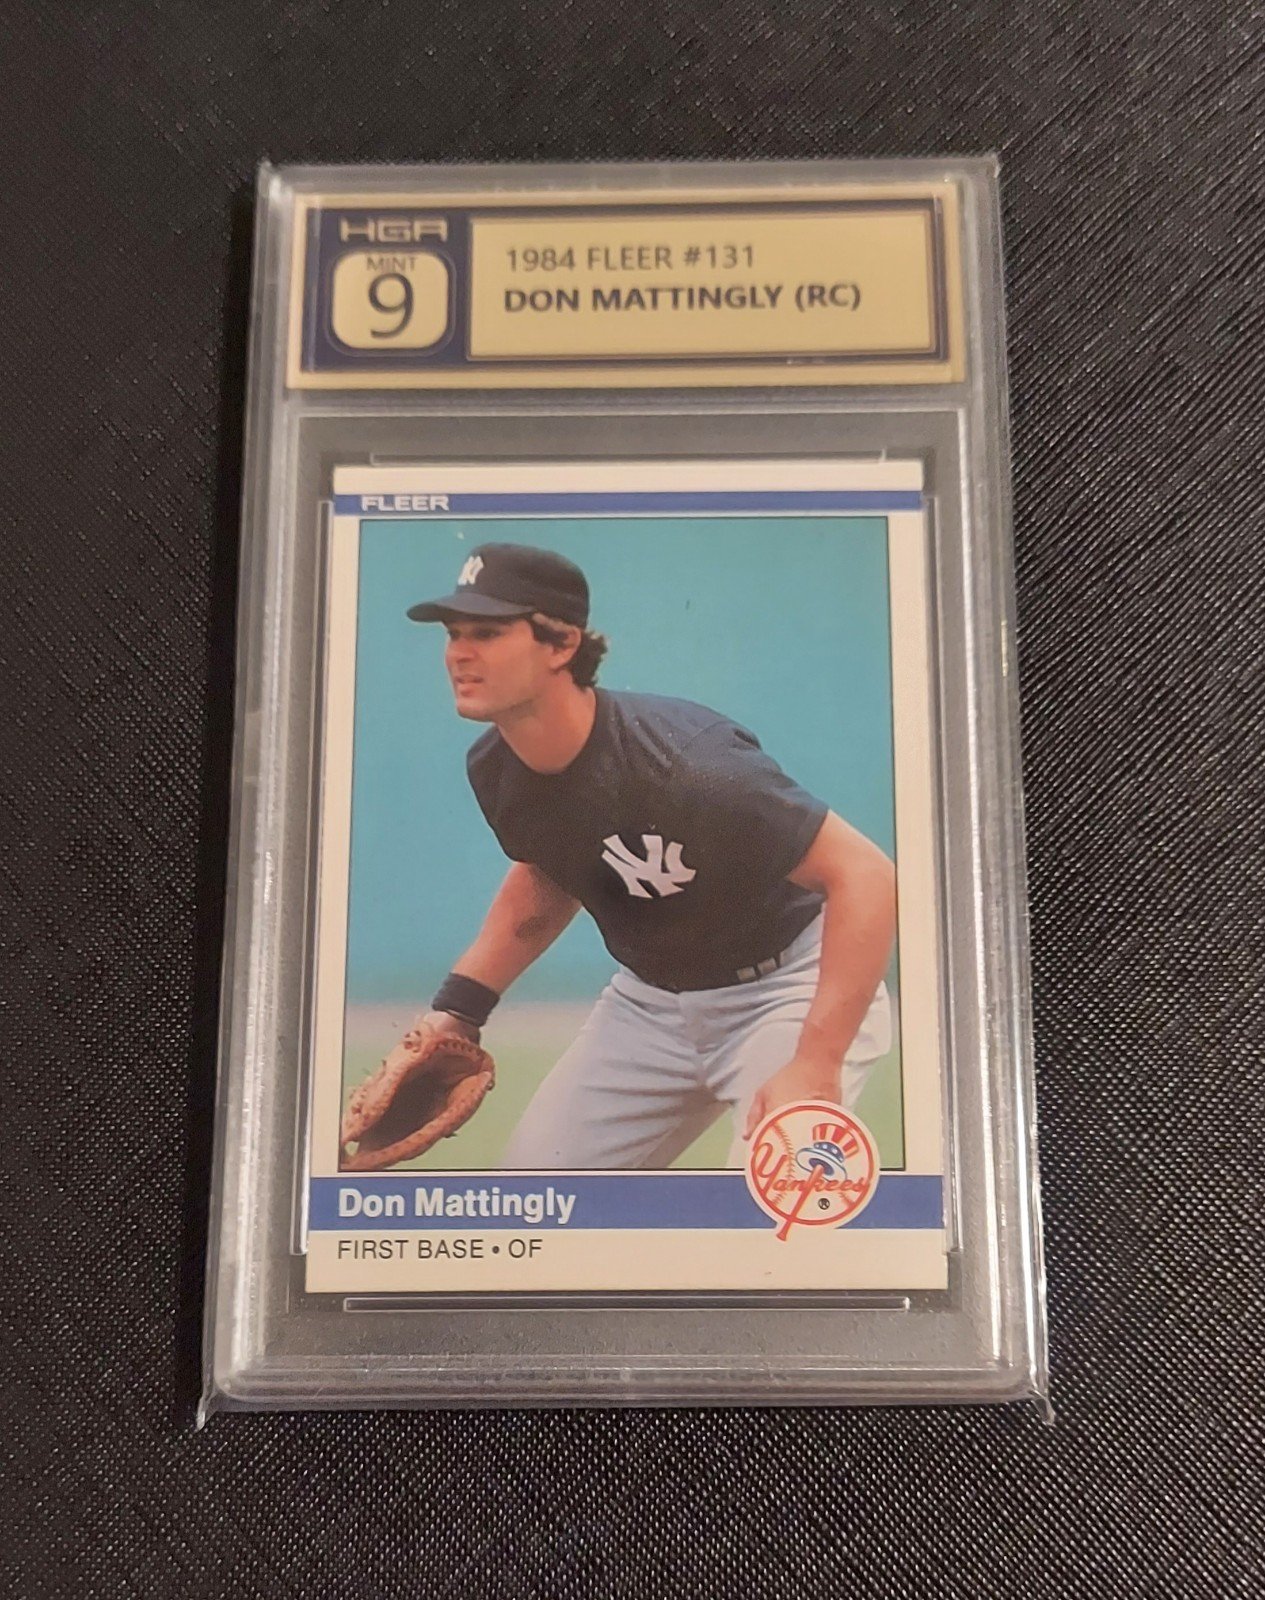 HGA
MINT
9
1984 FLEER #131
DON MATTINGLY (RC)
FLEER
NY
NY
Yankees
®
Don Mattingly
FIRST BASE • OF